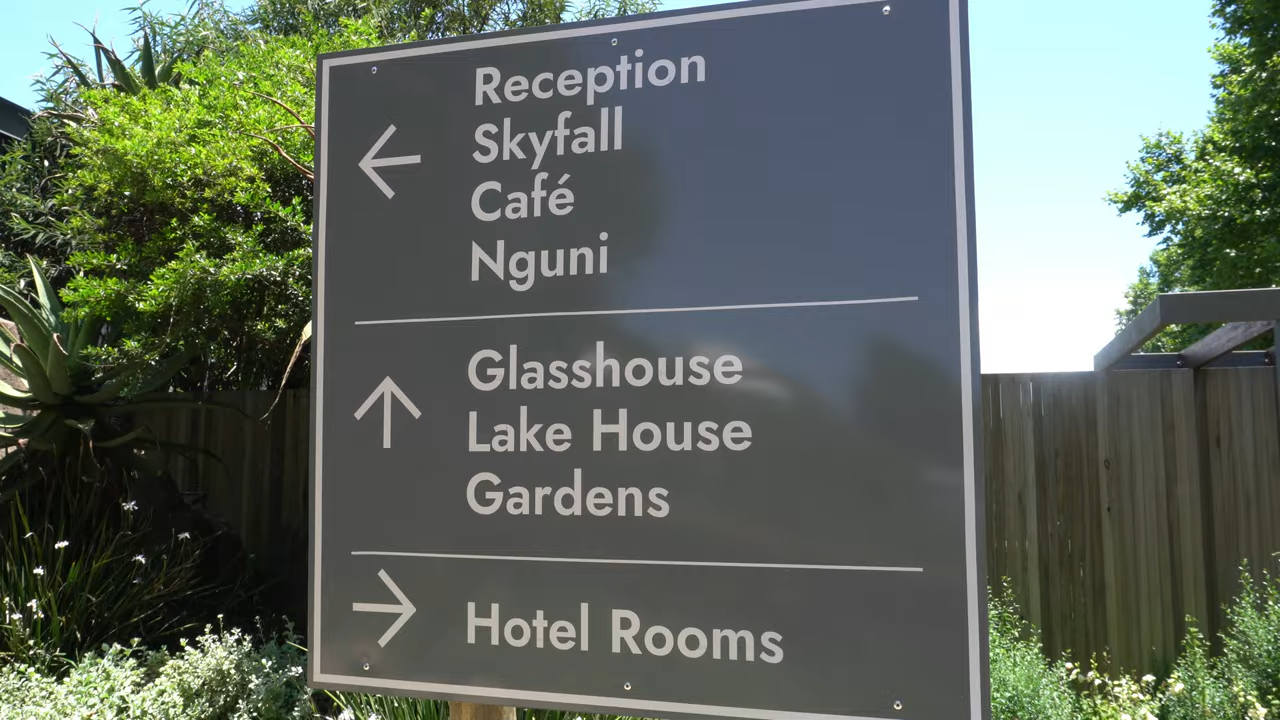 Reception
Skyfall
Café
Nguni
Glasshouse
Lake House
Gardens
Hotel Rooms